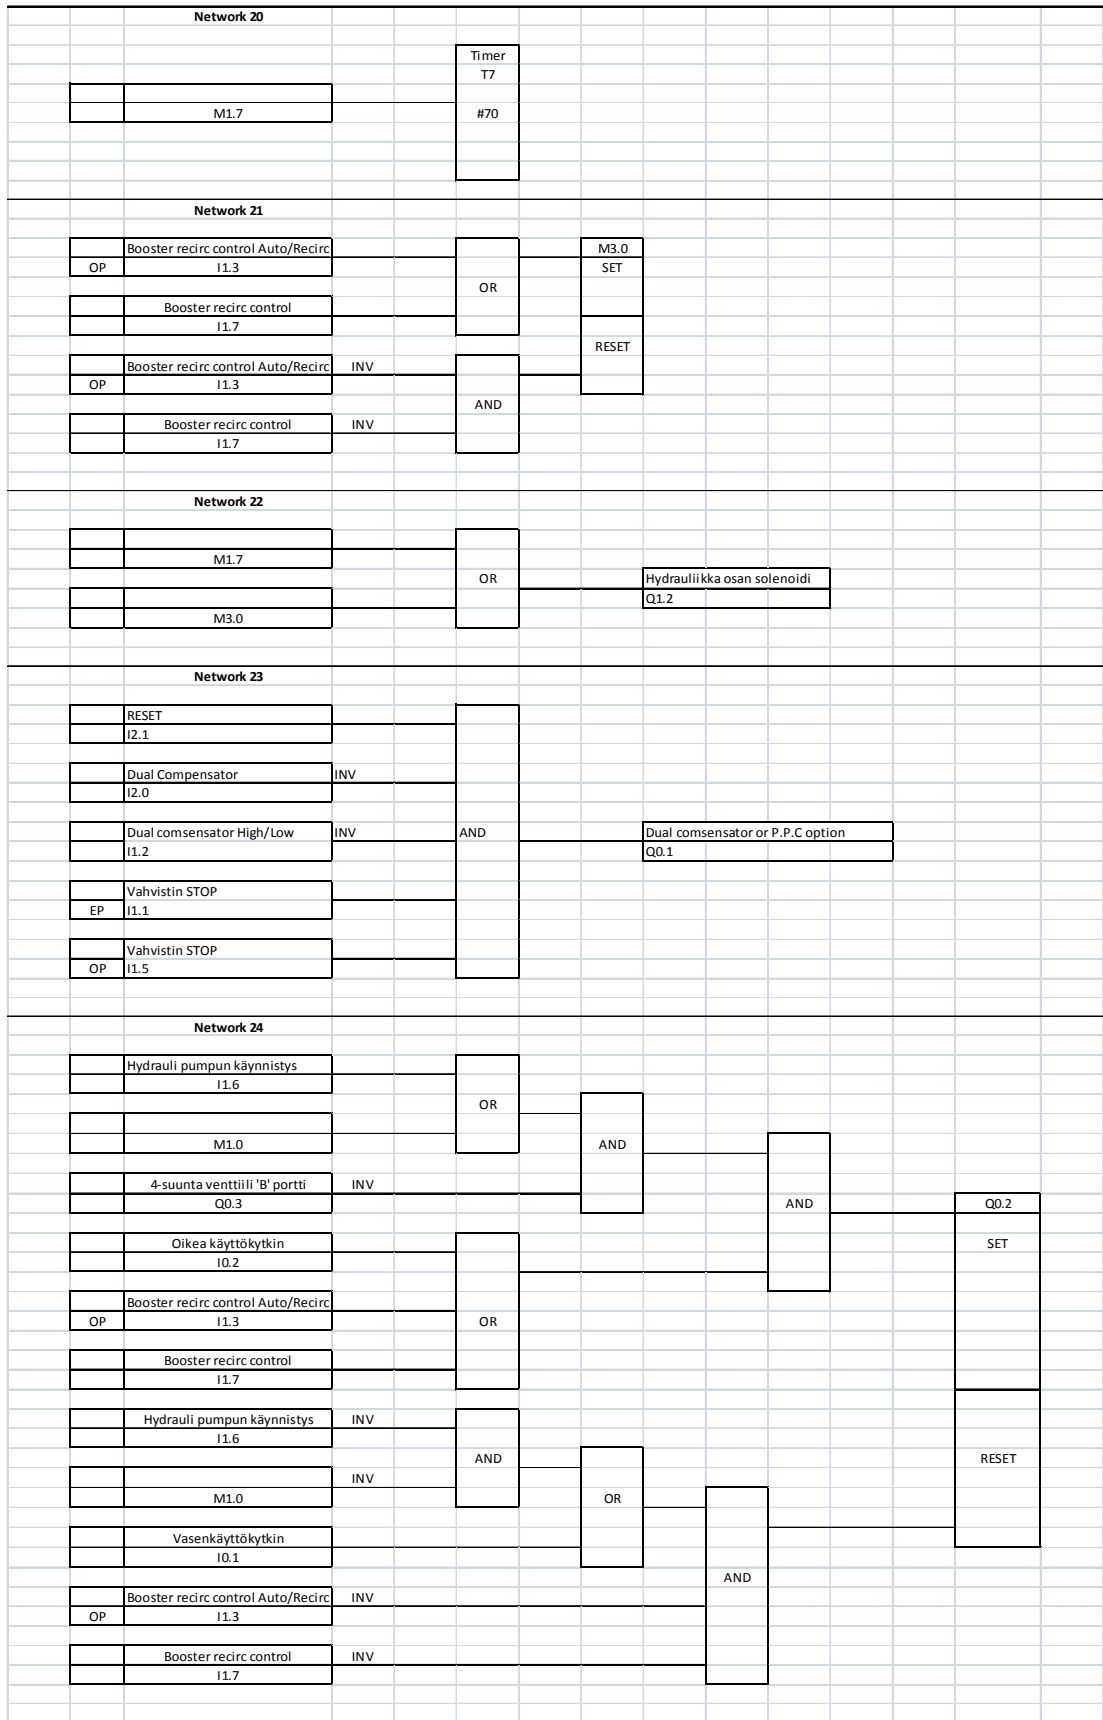 Network 20
Timer
T7
M1.7
#70
Network 21
Booster recirc control Auto/Recirc
M3.0
OP
I1.3
SET
OR
Booster recirc control
I1.7
RESET
Booster recirc control Auto/Recirc
INV
OP
I1.3
AND
Booster recirc control
INV
I1.7
Network 22
M1.7
OR
Hydrauliikka osan solenoidi
Q1.2
M3.0
Network 23
RESET
I2.1
Dual Compensator
INV
I2.0
Dual comsensator High/Low
INV
AND
Dual comsensator or P.P.C option
I1.2
Q0.1
Vahvistin STOP
EP
I1.1
Vahvistin STOP
OP
I1.5
Network 24
Hydrauli pumpun käynnistys
I1.6
OR
M1.0
AND
4-suunta venttiili 'B' portti
INV
Q0.3
AND
Q0.2
Oikea käyttökytkin
SET
I0.2
Booster recirc control Auto/Recirc
OP
I1.3
OR
Booster recirc control
I1.7
Hydrauli pumpun käynnistys
INV
I1.6
AND
RESET
INV
M1.0
OR
Vasenkäyttökytkin
I0.1
AND
Booster recirc control Auto/Recirc
INV
OP
I1.3
Booster recirc control
INV
I1.7